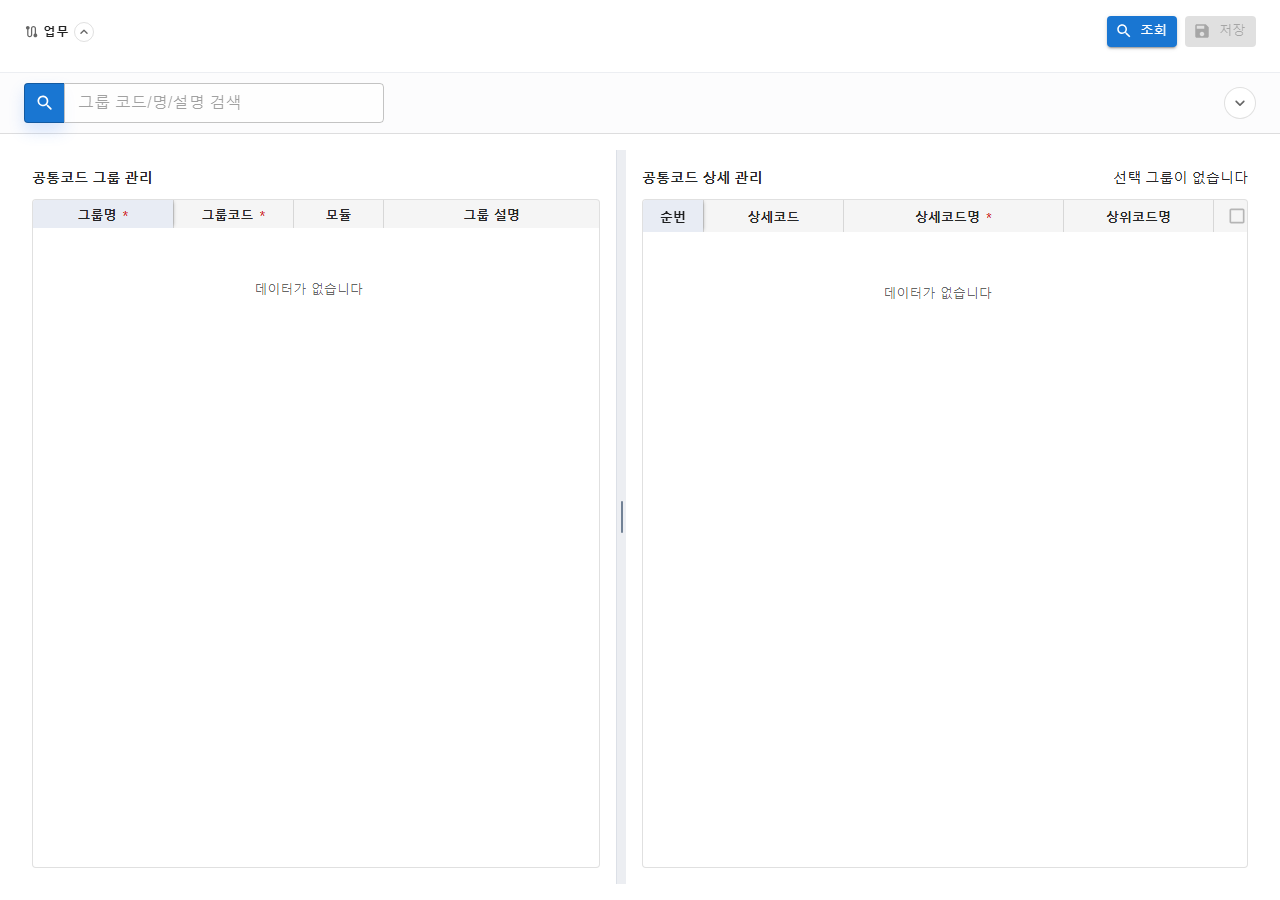 업무
조회
저장
그룹 코드/명/설명 검색
공통코드 그룹 관리
그룹명 * 그룹코드 * 모듈 그룹 설명
데이터가 없습니다
공통코드 상세 관리 선택 그룹이 없습니다
순번 상세코드 상세코드명 * 상위코드명
데이터가 없습니다